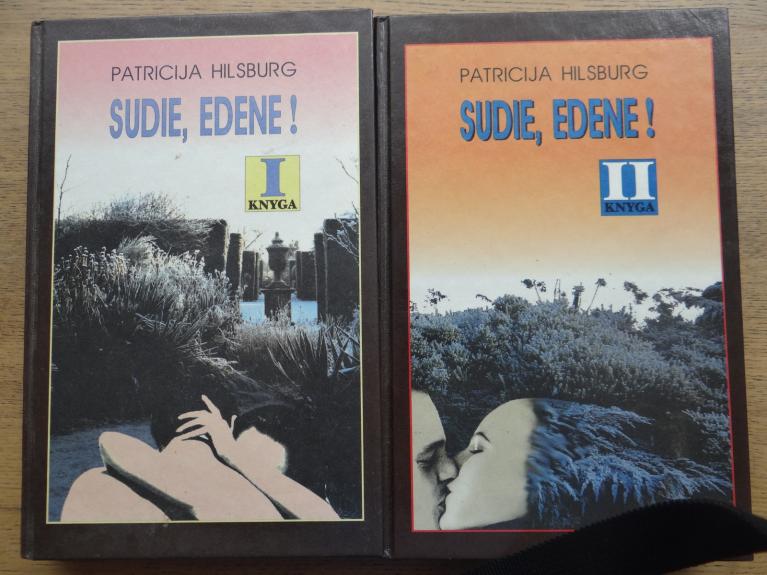 PATRICIJA HILSBURG
SUDIE, EDENE!
I
KNYGA
PATRICIJA HILSBURG
SUDIE, EDENE!
II
KNYGA